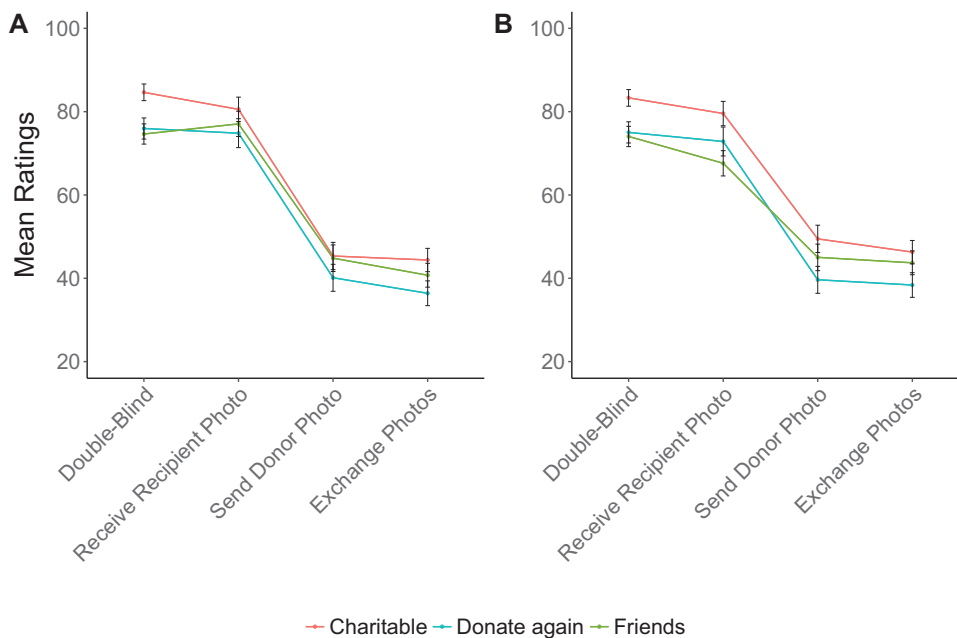 A
B
Mean Ratings
100
80
60
40
20
Double-Blind
Receive Recipient Photo
Send Donor Photo
Exchange Photos
100
80
60
40
20
Double-Blind
Receive Recipient Photo
Send Donor Photo
Exchange Photos
Charitable Donate again Friends